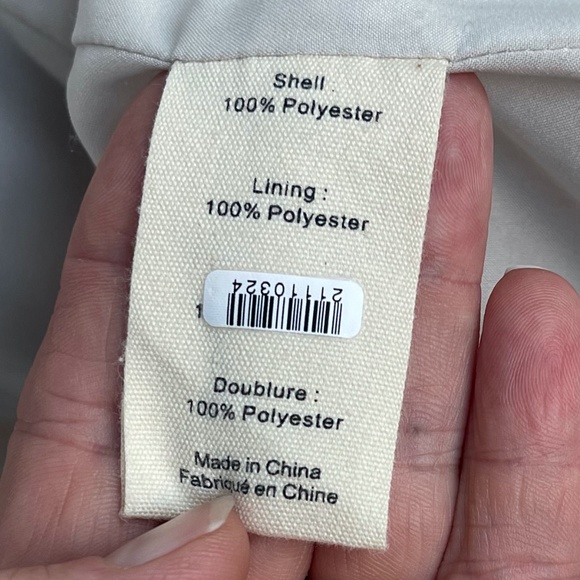 Shell :
100% Polyester
Lining :
100% Polyester
21110324
Doublure :
100% Polyester
Made in China
Fabriqué en Chine